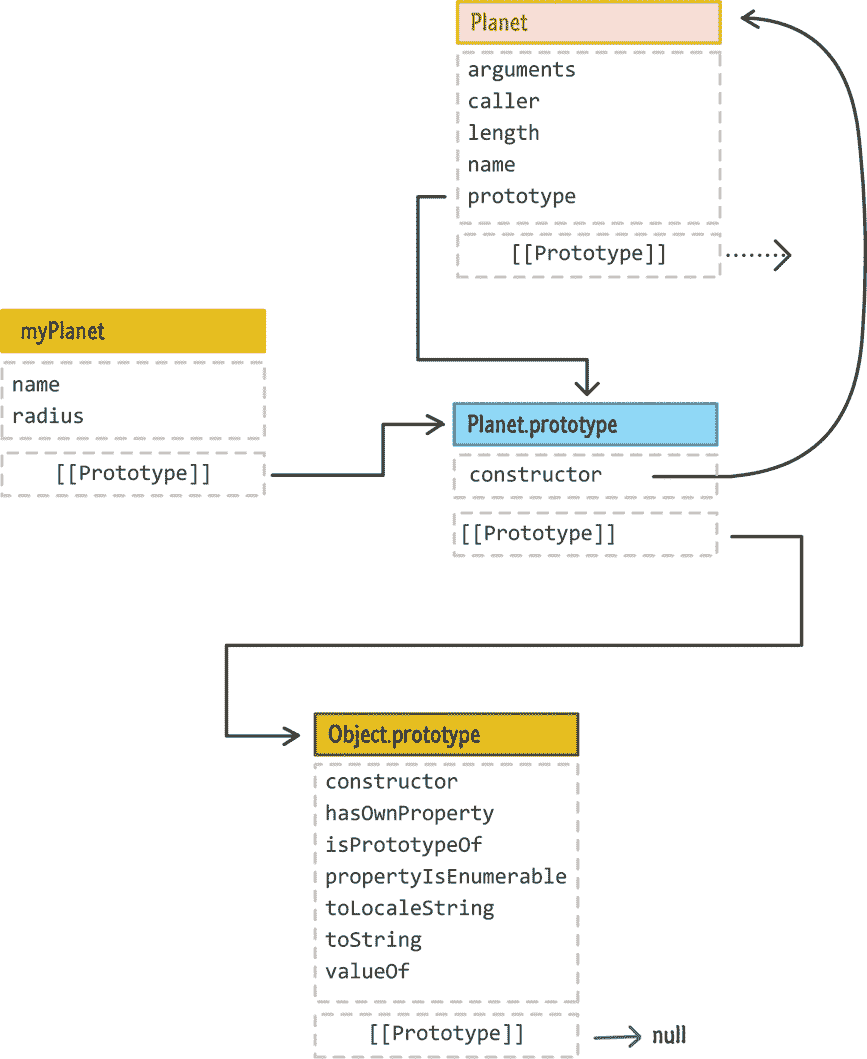 Planet
arguments
caller
length
name
prototype
[[Prototype]]
myPlanet
name
radius
[[Prototype]]
Planet.prototype
constructor
[[Prototype]]
Object.prototype
constructor
hasOwnProperty
isPrototypeOf
propertyIsEnumerable
toLocaleString
toString
valueOf
[[Prototype]]
null